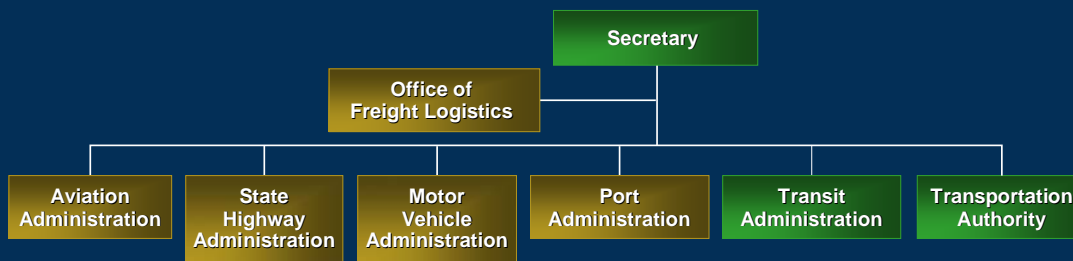 Secretary
Office of
Freight Logistics
Aviation
Administration
State
Highway
Administration
Motor
Vehicle
Administration
Port
Administration
Transit
Administration
Transportation
Authority